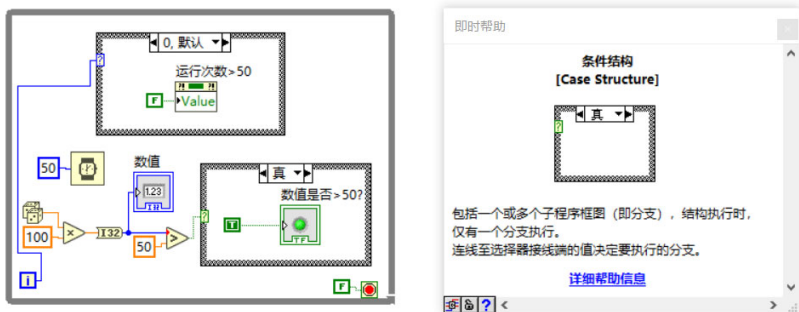 0, 默认
?
运行次数>50
F
Value
50
数值
1.23
I32
真
数值是否>50?
T
TF
?
100
×
I32
50
>
i
F
即时帮助
条件结构
[Case Structure]
真
?
包括一个或多个子程序框图（即分支），结构执行时，
仅有一个分支执行。
连线至选择器接线端的值决定要执行的分支。
详细帮助信息
?